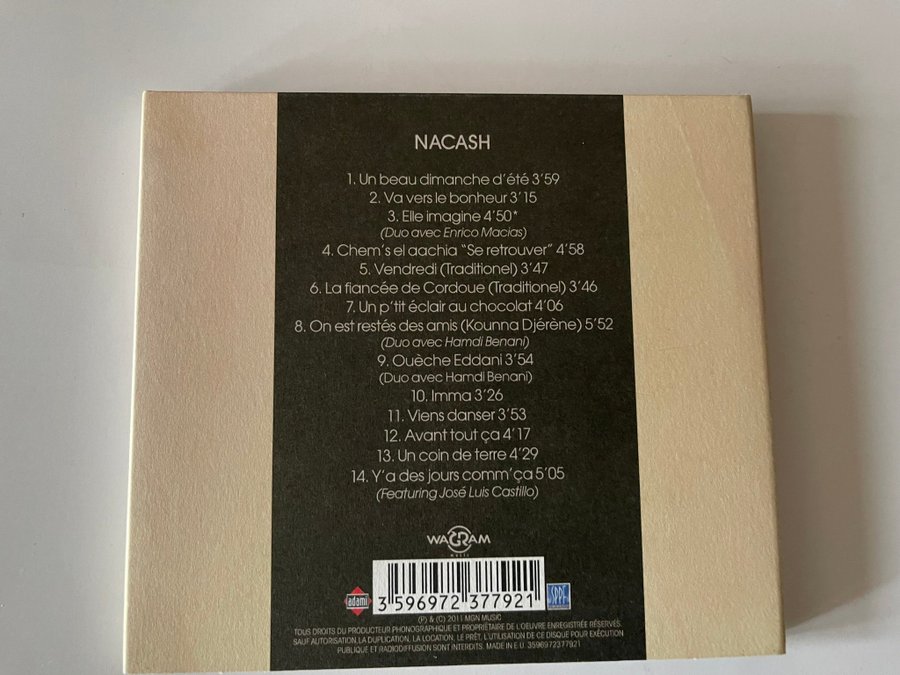 NACASH
1. Un beau dimanche d'été 3'59
2. Va vers le bonheur 3'15
3. Elle imagine 4'50*
(Duo avec Enrico Macias)
4. Chem's el aachia "Se retrouver" 4'58
5. Vendredi (Traditionel) 3'47
6. La fiancée de Cordoue (Traditionel) 3'46
7. Un p'tit éclair au chocolat 4'06
8. On est restés des amis (Kounna Djérène) 5'52
(Duo avec Hamdi Benani)
9. Ouèche Eddani 3'54
(Duo avec Hamdi Benani)
10. Imma 3'26
11. Viens danser 3'53
12. Avant tout ça 4'17
13. Un coin de terre 4'29
14. Y'a des jours comm'ça 5'05
(Featuring José Luis Castillo)
WAGRAM
MUSIC
adami
3 596972 377921
SPPF
℗ & (C) 2011 MGN MUSIC
TOUS DROITS DU PRODUCTEUR PHONOGRAPHIQUE ET PROPRIÉTAIRE DE L'OEUVRE ENREGISTRÉE RÉSERVÉS.
SAUF AUTORISATION, LA DUPLICATION, LA LOCATION, LE PRÊT, L'UTILISATION DE CE DISQUE POUR EXÉCUTION
PUBLIQUE ET RADIODIFFUSION SONT INTERDITS. MADE IN E.U. 3596972377921